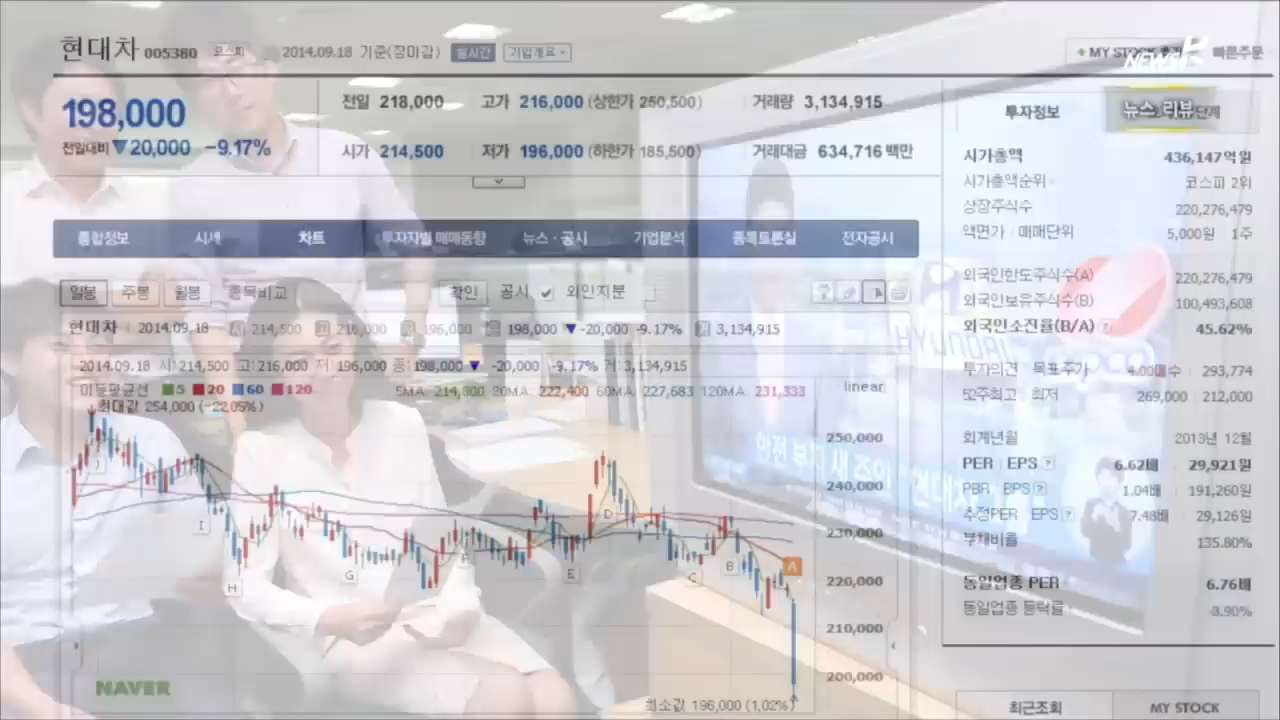 현대차 005380 코스피 2014.09.18 기준(장마감) 실시간 기업개요
MY STOCK
빠른주문
NEWS
198,000
전일대비 ▼20,000 -9.17%
전일 218,000 고가 216,000 (상한가 250,500) 거래량 3,134,915
시가 214,500 저가 196,000 (하한가 185,500) 거래대금 634,716 백만
투자정보
뉴스 리뷰
시가총액 436,147억원
시가총액순위 코스피 2위
상장주식수 220,276,479
액면가 매매단위 5,000원 1주
외국인한도주식수(A) 220,276,479
외국인보유주식수(B) 100,493,608
외국인소진율(B/A) 45.62%
투자의견 목표주가 4.00매수 293,774
52주최고 최저 269,000 212,000
회계년월 2013년 12월
PER EPS 6.62배 29,921원
PBR BPS 1.04배 191,260원
추정PER EPS 7.48배 29,126원
부채비율 135.80%
동일업종 PER 6.76배
동일업종 등락률 -8.90%
최근조회 MY STOCK
종합정보 시세 차트 투자자별 매매동향 뉴스·공시 기업분석 종목토론실 전자공시
일봉 주봉 월봉 종목비교 확인 공시 외인지분
현대차 2014.09.18 시 214,500 고 216,000 저 196,000 종 198,000 ▼ -20,000 -9.17% 거 3,134,915
2014.09.18 시:214,500 고:216,000 저:196,000 종:198,000 ▼ -20,000 -9.17% 거:3,134,915
이동평균선 5 20 60 120 5MA: 214,300 20MA: 222,400 60MA: 227,683 120MA: 231,333 linear
최대값 254,000 (-22.05%)
250,000
240,000
230,000
220,000
210,000
200,000
J
I
H
G
F
E
D
C
B
A
최소값 196,000 (1.02%)
NAVER
HYUNDAI